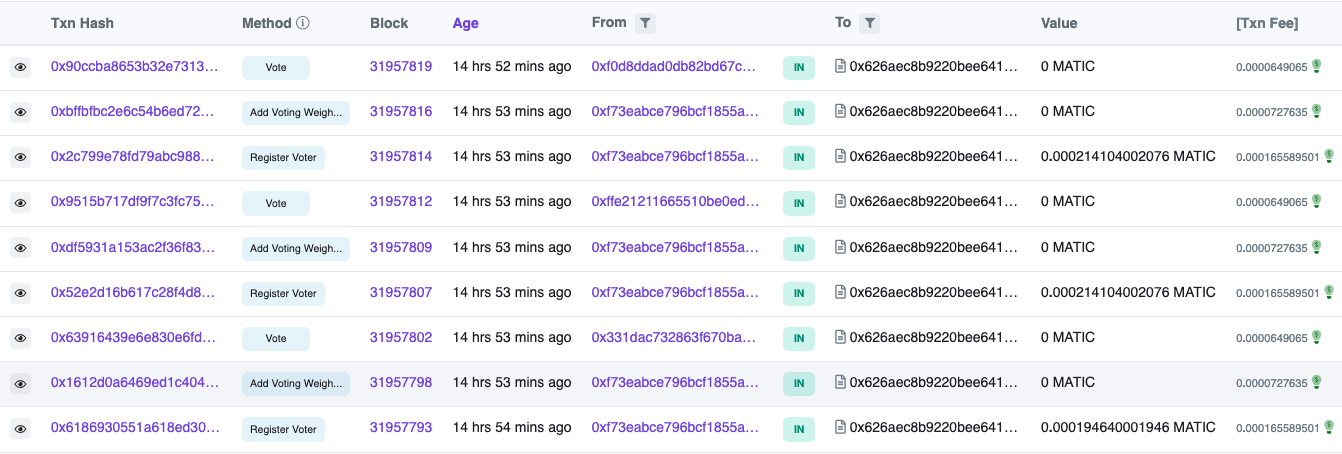 Txn Hash Method Block Age From To Value [Txn Fee]
0x90ccba8653b32e7313... Vote 31957819 14 hrs 52 mins ago 0xf0d8ddad0db82bd67c... IN 0x626aec8b9220bee641... 0 MATIC 0.0000649065
0xbffbfbc2e6c54b6ed72... Add Voting Weigh... 31957816 14 hrs 53 mins ago 0xf73eabce796bcf1855a... IN 0x626aec8b9220bee641... 0 MATIC 0.0000727635
0x2c799e78fd79abc988... Register Voter 31957814 14 hrs 53 mins ago 0xf73eabce796bcf1855a... IN 0x626aec8b9220bee641... 0.000214104002076 MATIC 0.000165589501
0x9515b717df9f7c3fc75... Vote 31957812 14 hrs 53 mins ago 0xffe21211665510be0ed... IN 0x626aec8b9220bee641... 0 MATIC 0.0000649065
0xdf5931a153ac2f36f83... Add Voting Weigh... 31957809 14 hrs 53 mins ago 0xf73eabce796bcf1855a... IN 0x626aec8b9220bee641... 0 MATIC 0.0000727635
0x52e2d16b617c28f4d8... Register Voter 31957807 14 hrs 53 mins ago 0xf73eabce796bcf1855a... IN 0x626aec8b9220bee641... 0.000214104002076 MATIC 0.000165589501
0x63916439e6e830e6fd... Vote 31957802 14 hrs 53 mins ago 0x331dac732863f670ba... IN 0x626aec8b9220bee641... 0 MATIC 0.0000649065
0x1612d0a6469ed1c404... Add Voting Weigh... 31957798 14 hrs 53 mins ago 0xf73eabce796bcf1855a... IN 0x626aec8b9220bee641... 0 MATIC 0.0000727635
0x6186930551a618ed30... Register Voter 31957793 14 hrs 54 mins ago 0xf73eabce796bcf1855a... IN 0x626aec8b9220bee641... 0.000194640001946 MATIC 0.000165589501